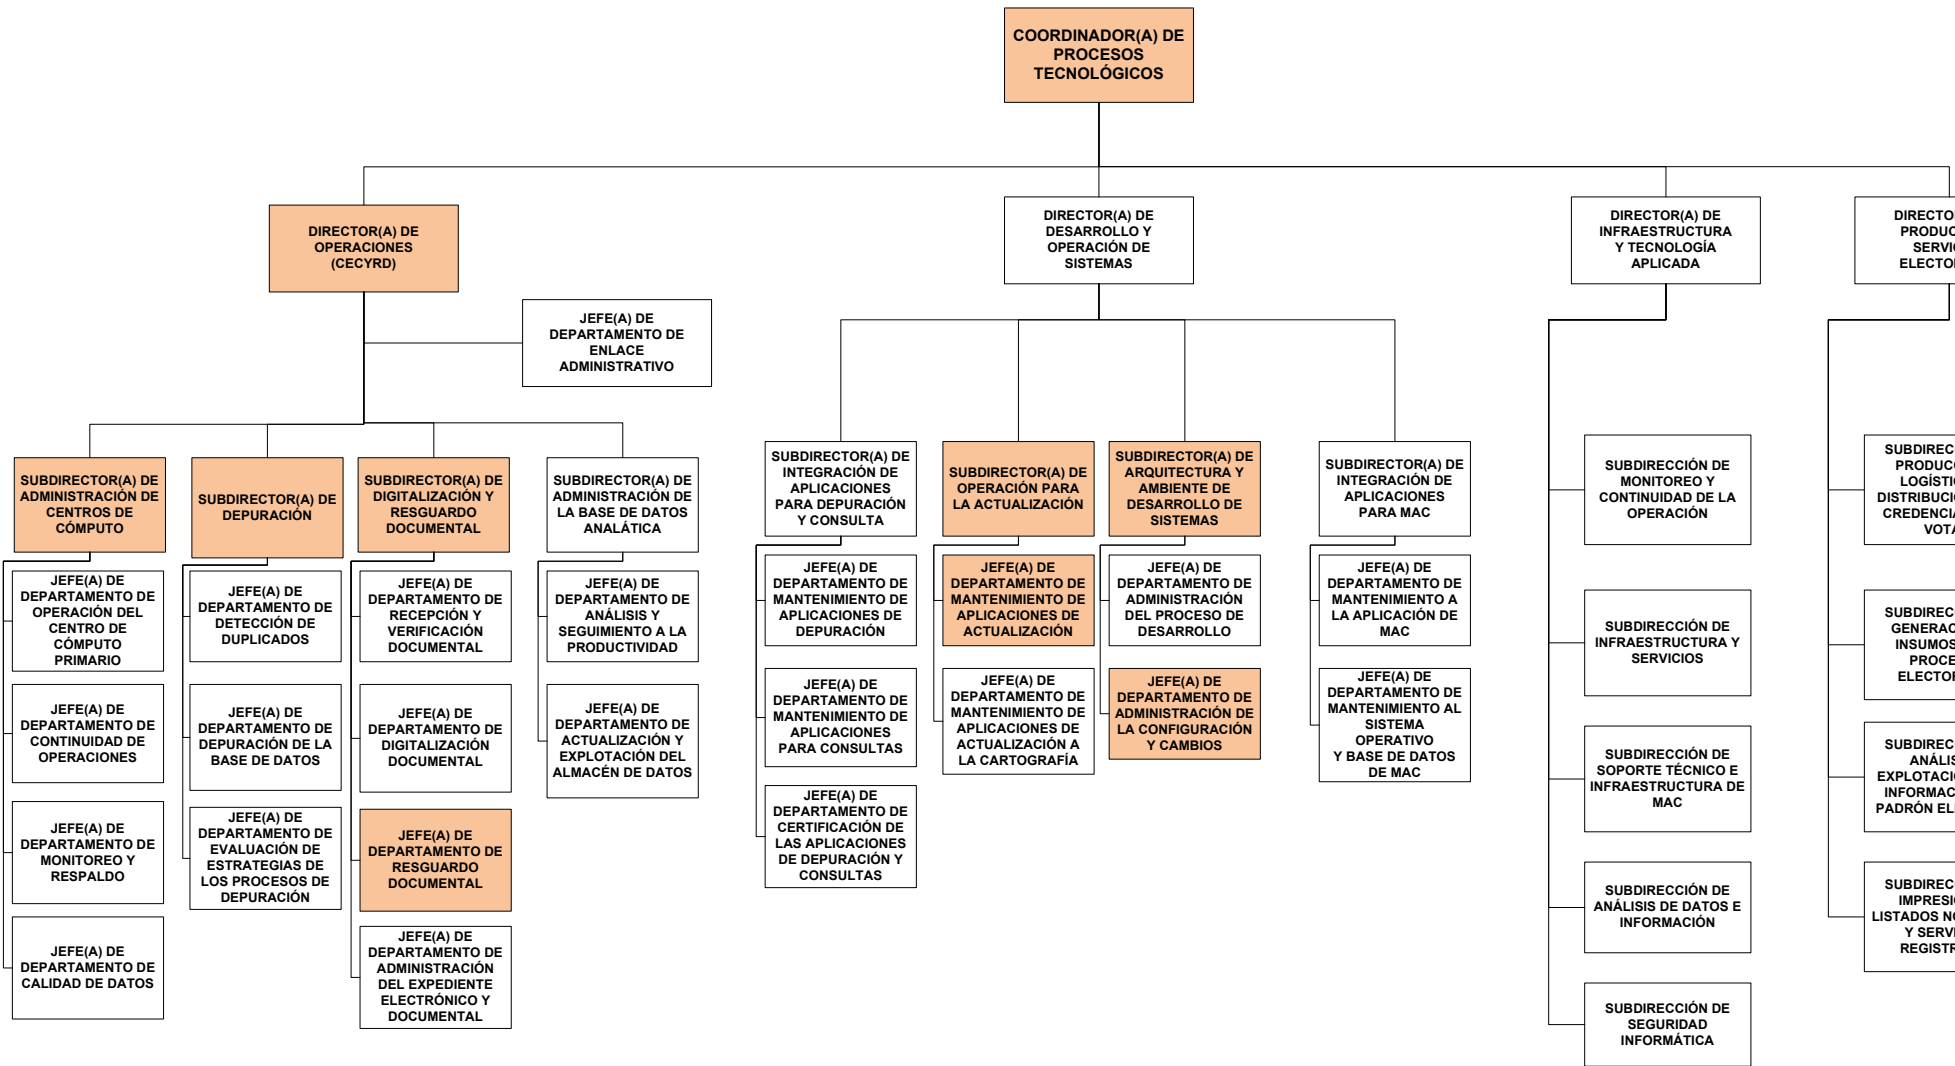 COORDINADOR(A) DE
PROCESOS
TECNOLÓGICOS
DIRECTOR(A) DE
OPERACIONES
(CECYRD)
DIRECTOR(A) DE
DESARROLLO Y
OPERACIÓN DE
SISTEMAS
DIRECTOR(A) DE
INFRAESTRUCTURA
Y TECNOLOGÍA
APLICADA
JEFE(A) DE
DEPARTAMENTO DE
ENLACE
ADMINISTRATIVO
SUBDIRECTOR(A) DE
ADMINISTRACIÓN DE
CENTROS DE
CÓMPUTO
JEFE(A) DE
DEPARTAMENTO DE
OPERACIÓN DEL
CENTRO DE
CÓMPUTO
PRIMARIO
JEFE(A) DE
DEPARTAMENTO DE
CONTINUIDAD DE
OPERACIONES
JEFE(A) DE
DEPARTAMENTO DE
MONITOREO Y
RESPALDO
JEFE(A) DE
DEPARTAMENTO DE
CALIDAD DE DATOS
SUBDIRECTOR(A) DE
DEPURACIÓN
JEFE(A) DE
DEPARTAMENTO DE
DETECCIÓN DE
DUPLICADOS
JEFE(A) DE
DEPARTAMENTO DE
DEPURACIÓN DE LA
BASE DE DATOS
JEFE(A) DE
DEPARTAMENTO DE
EVALUACIÓN DE
ESTRATEGIAS DE
LOS PROCESOS DE
DEPURACIÓN
SUBDIRECTOR(A) DE
DIGITALIZACIÓN Y
RESGUARDO
DOCUMENTAL
JEFE(A) DE
DEPARTAMENTO DE
RECEPCIÓN Y
VERIFICACIÓN
DOCUMENTAL
JEFE(A) DE
DEPARTAMENTO DE
DIGITALIZACIÓN
DOCUMENTAL
JEFE(A) DE
DEPARTAMENTO DE
RESGUARDO
DOCUMENTAL
JEFE(A) DE
DEPARTAMENTO DE
ADMINISTRACIÓN
DEL EXPEDIENTE
ELECTRÓNICO Y
DOCUMENTAL
SUBDIRECTOR(A) DE
ADMINISTRACIÓN DE
LA BASE DE DATOS
ANALÁTICA
JEFE(A) DE
DEPARTAMENTO DE
ANÁLISIS Y
SEGUIMIENTO A LA
PRODUCTIVIDAD
JEFE(A) DE
DEPARTAMENTO DE
ACTUALIZACIÓN Y
EXPLOTACIÓN DEL
ALMACÉN DE DATOS
SUBDIRECTOR(A) DE
INTEGRACIÓN DE
APLICACIONES
PARA DEPURACIÓN
Y CONSULTA
JEFE(A) DE
DEPARTAMENTO DE
MANTENIMIENTO DE
APLICACIONES DE
DEPURACIÓN
JEFE(A) DE
DEPARTAMENTO DE
MANTENIMIENTO DE
APLICACIONES
PARA CONSULTAS
JEFE(A) DE
DEPARTAMENTO DE
CERTIFICACIÓN DE
LAS APLICACIONES
DE DEPURACIÓN Y
CONSULTAS
SUBDIRECTOR(A) DE
OPERACIÓN PARA
LA ACTUALIZACIÓN
JEFE(A) DE
DEPARTAMENTO DE
MANTENIMIENTO DE
APLICACIONES DE
ACTUALIZACIÓN
JEFE(A) DE
DEPARTAMENTO DE
MANTENIMIENTO DE
APLICACIONES DE
ACTUALIZACIÓN A
LA CARTOGRAFÍA
SUBDIRECTOR(A) DE
ARQUITECTURA Y
AMBIENTE DE
DESARROLLO DE
SISTEMAS
JEFE(A) DE
DEPARTAMENTO DE
ADMINISTRACIÓN
DEL PROCESO DE
DESARROLLO
JEFE(A) DE
DEPARTAMENTO DE
ADMINISTRACIÓN DE
LA CONFIGURACIÓN
Y CAMBIOS
SUBDIRECTOR(A) DE
INTEGRACIÓN DE
APLICACIONES
PARA MAC
JEFE(A) DE
DEPARTAMENTO DE
MANTENIMIENTO A
LA APLICACIÓN DE
MAC
JEFE(A) DE
DEPARTAMENTO DE
MANTENIMIENTO AL
SISTEMA
OPERATIVO
Y BASE DE DATOS
DE MAC
SUBDIRECCIÓN DE
MONITOREO Y
CONTINUIDAD DE LA
OPERACIÓN
SUBDIRECCIÓN DE
INFRAESTRUCTURA Y
SERVICIOS
SUBDIRECCIÓN DE
SOPORTE TÉCNICO E
INFRAESTRUCTURA DE
MAC
SUBDIRECCIÓN DE
ANÁLISIS DE DATOS E
INFORMACIÓN
SUBDIRECCIÓN DE
SEGURIDAD
INFORMÁTICA
INSUMOS
PADRÓN
LISTADOS
Y